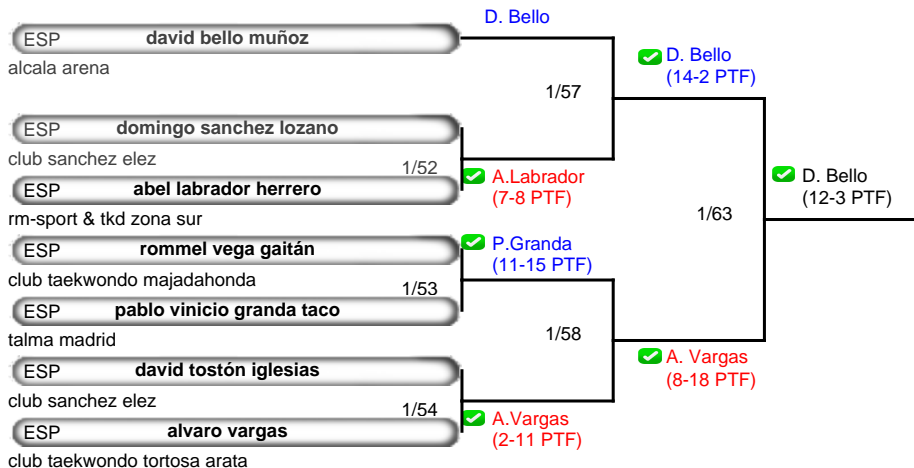 D. Bello
ESP david bello muñoz
alcala arena
D. Bello
(14-2 PTF)
1/57
ESP domingo sanchez lozano
club sanchez elez
1/52
ESP abel labrador herrero
A.Labrador
(7-8 PTF)
rm-sport & tkd zona sur
D. Bello
(12-3 PTF)
1/63
ESP rommel vega gaitán
P.Granda
(11-15 PTF)
club taekwondo majadahonda
1/53
ESP pablo vinicio granda taco
talma madrid
1/58
A. Vargas
(8-18 PTF)
ESP david tostón iglesias
club sanchez elez
1/54
ESP alvaro vargas
A.Vargas
(2-11 PTF)
club taekwondo tortosa arata